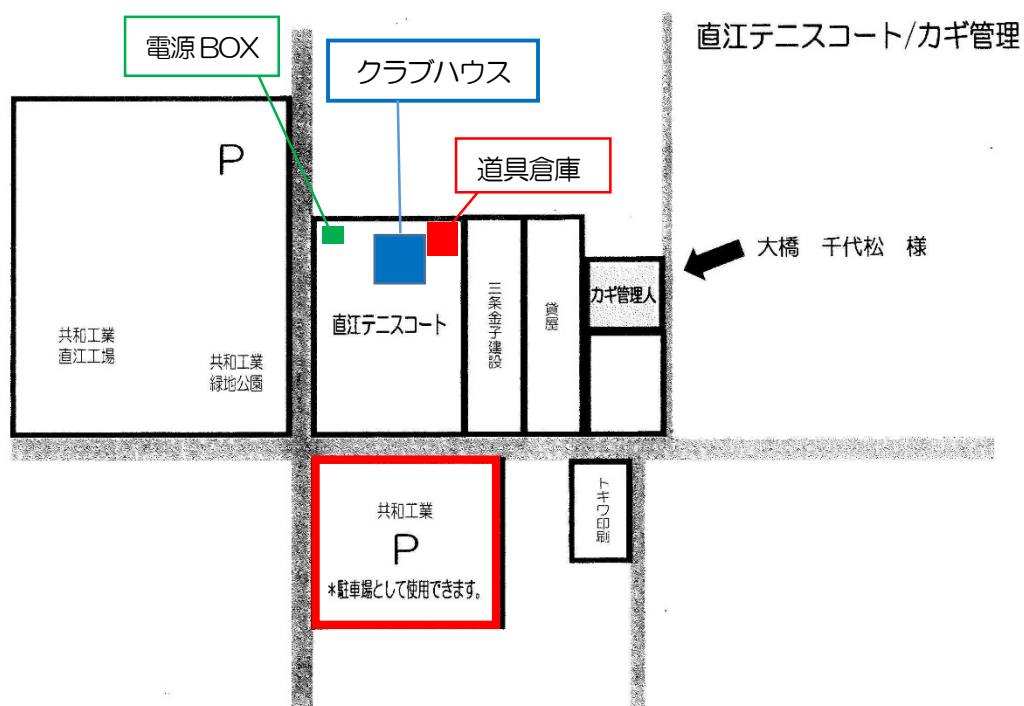 直江テニスコート/カギ管理
電源BOX
クラブハウス
道具倉庫
P
大橋 千代松 様
カギ管理人
三条金子建設
貸屋
直江テニスコート
共和工業
直江工場
共和工業
緑地公園
共和工業
P
*駐車場として使用できます。
トキワ印刷